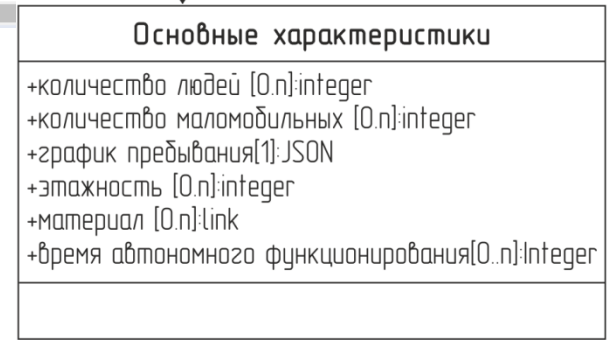 Основные характеристики
+количество людей [0.n]:integer
+количество маломобильных [0.n]:integer
+график пребывания[1]:JSON
+этажность [0.n]:integer
+материал [0.n]:link
+время автономного функционирования[0..n]:Integer